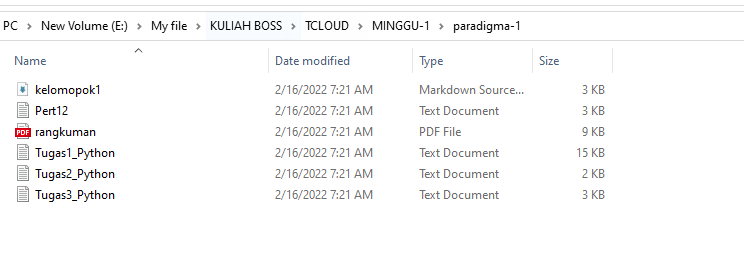 PC > New Volume (E:) > My file > KULIAH BOSS > TCLOUD > MINGGU-1 > paradigma-1
Name Date modified Type Size
kelomopok1 2/16/2022 7:21 AM Markdown Source... 3 KB
Pert12 2/16/2022 7:21 AM Text Document 3 KB
PDF rangkuman 2/16/2022 7:21 AM PDF File 9 KB
Tugas1_Python 2/16/2022 7:21 AM Text Document 15 KB
Tugas2_Python 2/16/2022 7:21 AM Text Document 2 KB
Tugas3_Python 2/16/2022 7:21 AM Text Document 3 KB